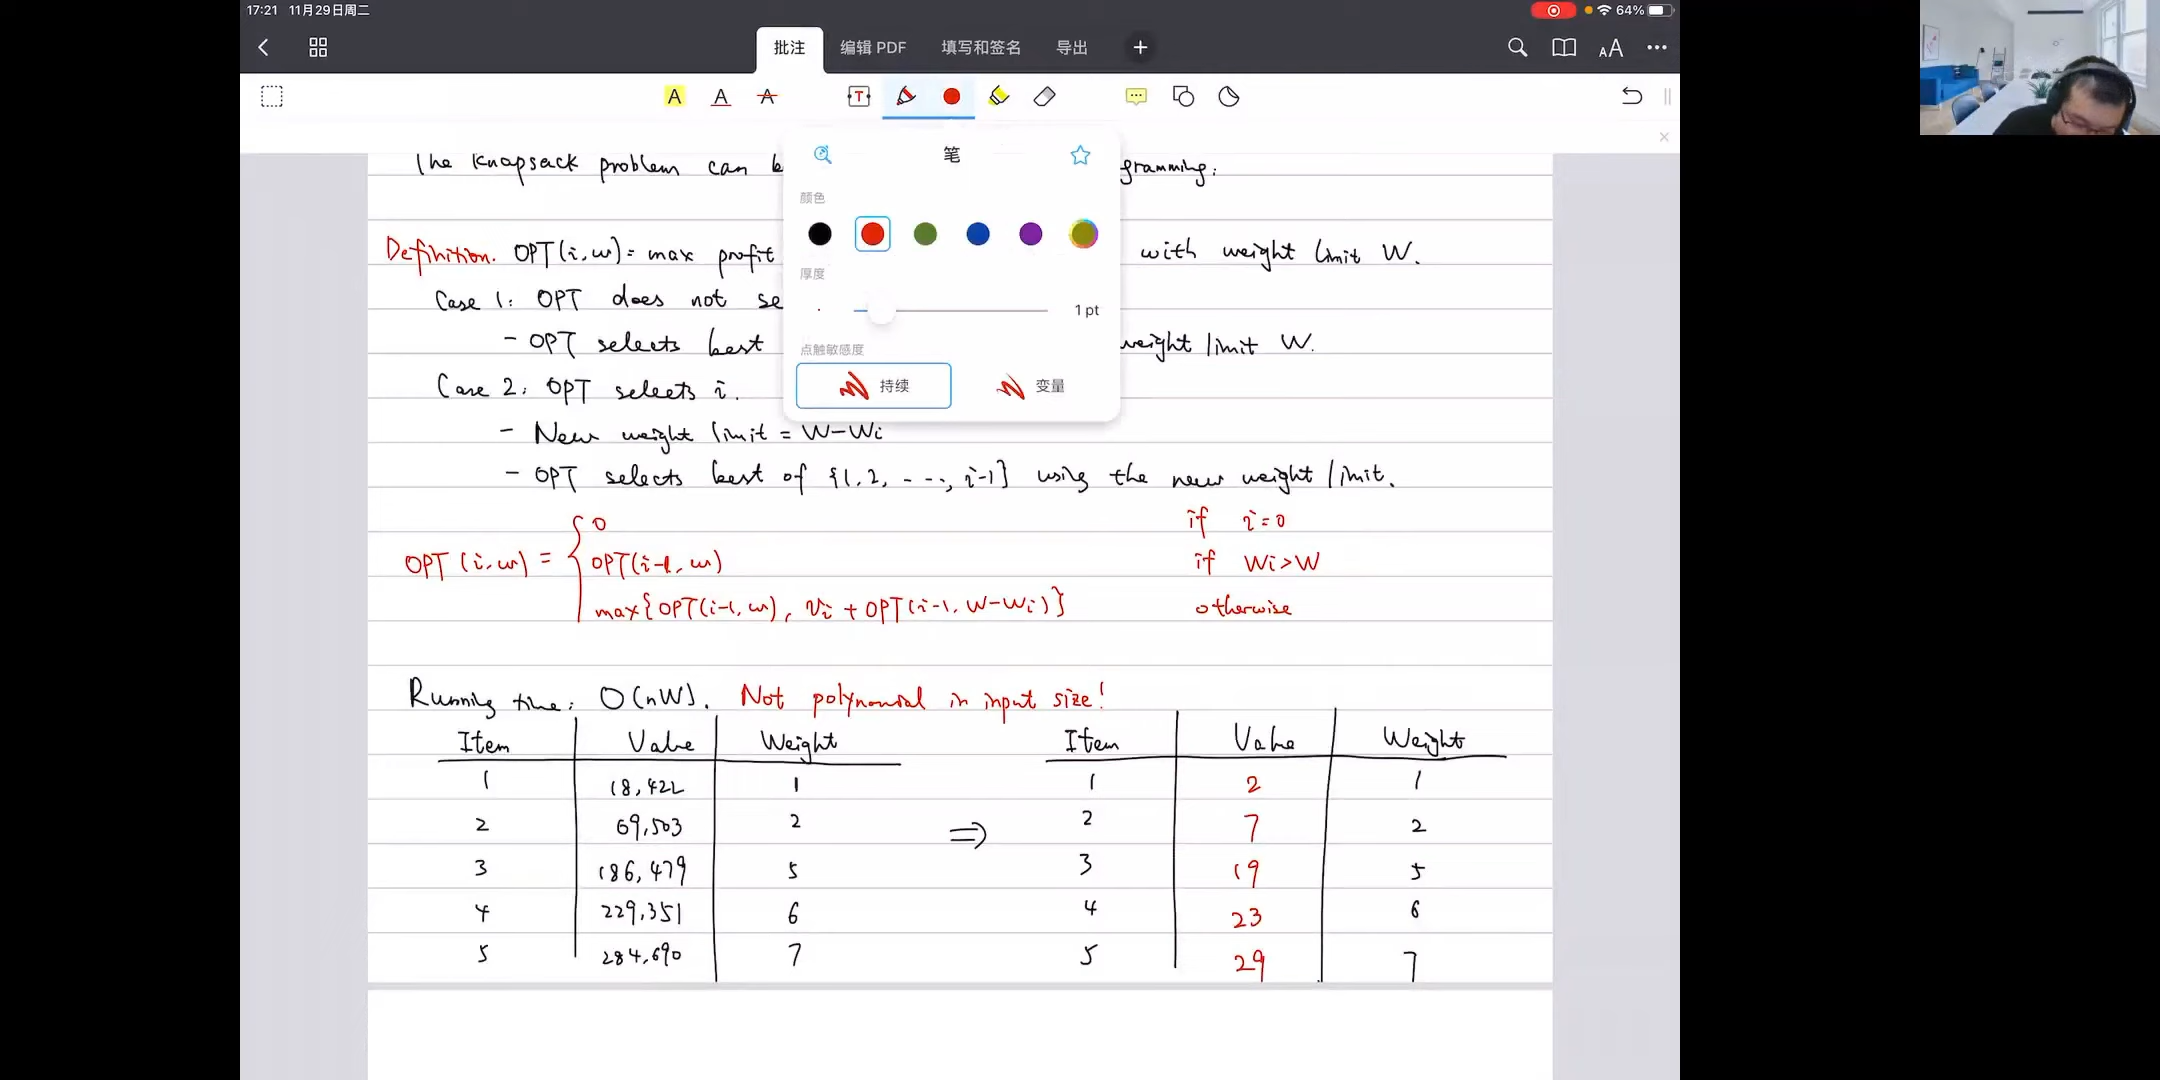 17:21 11月29日周二
64%
批注 编辑 PDF 填写和签名 导出
AA
A A A T
笔
颜色
厚度
1 pt
点触敏感度
持续 变量
The Knapsack problem can
gramming:
Definition. OPT(i,w)= max profit
with weight limit W.
Case 1: OPT does not se
- OPT selects best
weight limit W.
Case 2: OPT selects i.
- New weight limit = W-Wi
- OPT selects best of {1,2, ..., i-1} using the new weight limit.
0 if i=0
OPT(i,w) = OPT(i-1, w) if Wi>W
max{OPT(i-1,w), vi + OPT(i-1, W-Wi)} otherwise
Running time: O(nW). Not polynomial in input size!
Item Value Weight Item Value Weight
1 18,422 1 1 2 1
2 69,503 2 ⇒ 2 7 2
3 186,479 5 3 19 5
4 229,351 6 4 23 6
5 284,690 7 5 29 7